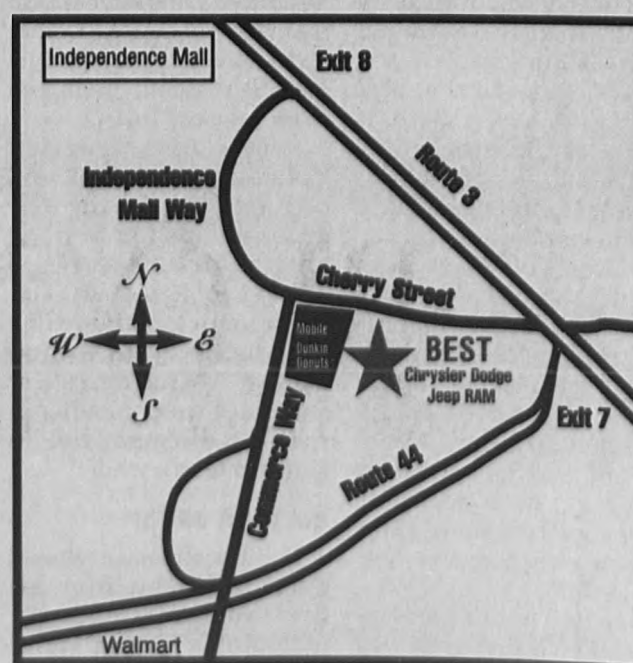 Independence Mall
Exit 8
Route 3
Independence
Mall Way
Cherry Street
N
W
E
S
Mobile
Dunkin
Donuts
BEST
Chrysler Dodge
Jeep RAM
Exit 7
Commerce Way
Route 44
Walmart